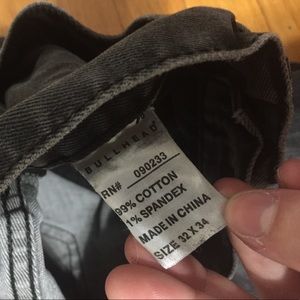 BULLHEAD
RN# 090233
99% COTTON
1% SPANDEX
MADE IN CHINA
SIZE 32 X 34